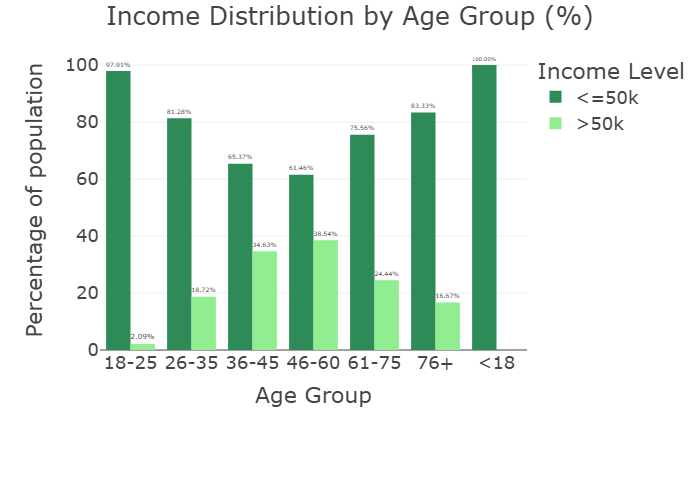 Income Distribution by Age Group (%)
Percentage of population
100
80
60
40
20
0
97.91%
2.09%
81.28%
18.72%
65.37%
34.63%
61.46%
38.54%
75.56%
24.44%
83.33%
16.67%
100.00%
18-25 26-35 36-45 46-60 61-75 76+ <18
Age Group
Income Level
<=50k
>50k